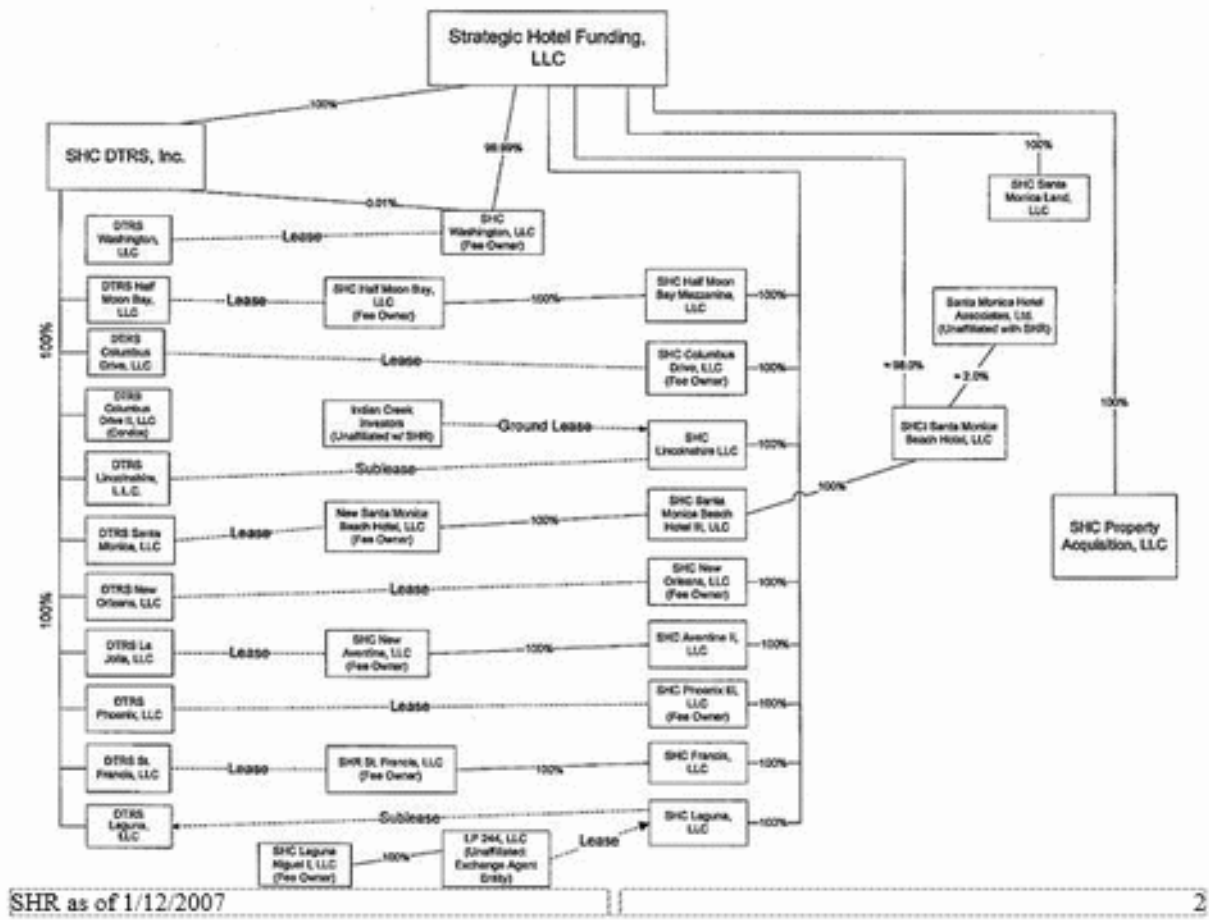 Strategic Hotel Funding,
LLC
100%
98.99%
100%
SHC DTRS, Inc.
SHC Santa
Monica Land,
LLC
0.01%
DTRS
Washington,
LLC
Lease
SHC
Washington, LLC
(Fee Owner)
DTRS Half
Moon Bay,
LLC
Lease
SHC Half Moon Bay,
LLC
(Fee Owner)
100%
SHC Half Moon
Bay Mezzanine,
LLC
100%
Santa Monica Hotel
Associates, Ltd.
(Unaffiliated with SHR)
100%
DTRS
Columbus
Drive, LLC
Lease
SHC Columbus
Drive, LLC
(Fee Owner)
100%
≈98.0%
≈ 2.0%
100%
DTRS
Columbus
Drive II, LLC
(Condos)
Indian Creek
Investors
(Unaffiliated w/ SHR)
Ground Lease
SHC
Lincolnshire LLC
100%
SHCI Santa Monica
Beach Hotel, LLC
DTRS
Lincolnshire,
L.L.C.
Sublease
DTRS Santa
Monica, LLC
Lease
New Santa Monica
Beach Hotel, LLC
(Fee Owner)
100%
SHC Santa
Monica Beach
Hotel III, LLC
100%
SHC Property
Acquisition, LLC
100%
DTRS New
Orleans, LLC
Lease
SHC New
Orleans, LLC
(Fee Owner)
100%
DTRS La
Jolla, LLC
Lease
SHC New
Aventine, LLC
(Fee Owner)
100%
SHC Aventine II,
LLC
100%
DTRS
Phoenix, LLC
Lease
SHC Phoenix III,
LLC
(Fee Owner)
100%
DTRS St.
Francis, LLC
Lease
SHR St. Francis, LLC
(Fee Owner)
100%
SHC Francis,
LLC
100%
DTRS
Laguna,
LLC
Sublease
SHC Laguna,
LLC
100%
SHC Laguna
Niguel I, LLC
(Fee Owner)
100%
LP 244, LLC
(Unaffiliated:
Exchange Agent
Entity)
Lease
SHR as of 1/12/2007
2